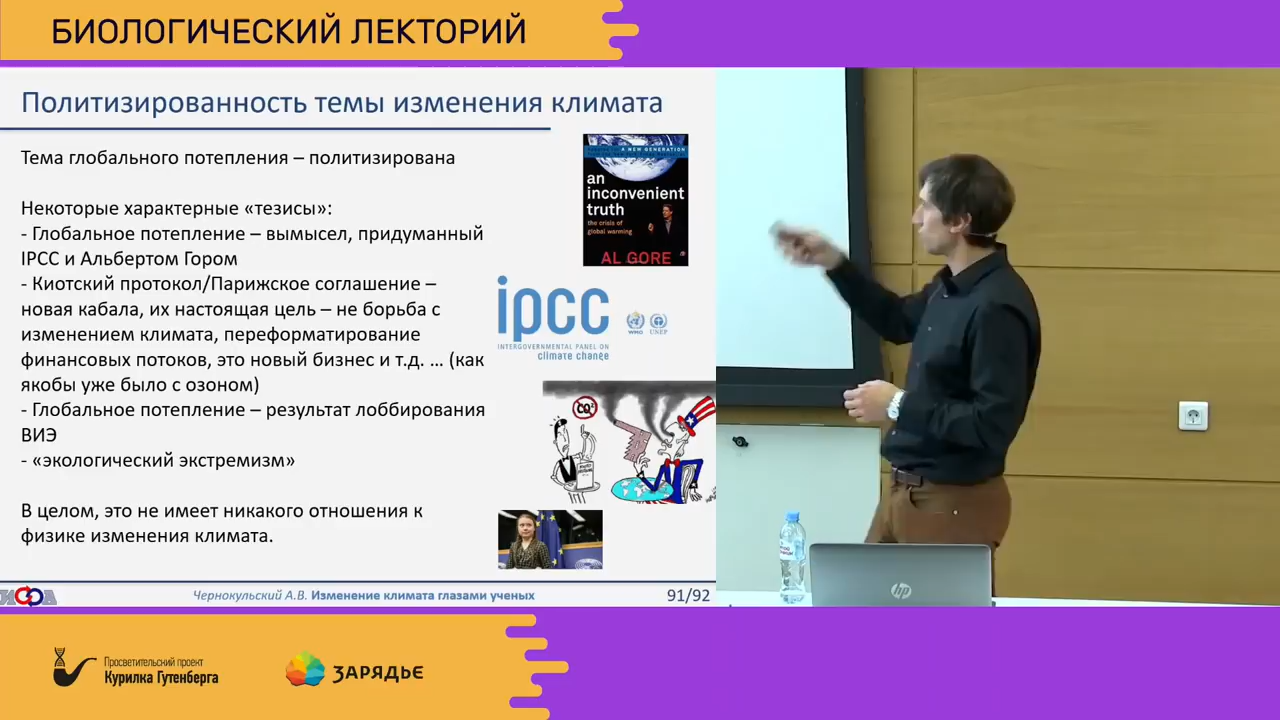 БИОЛОГИЧЕСКИЙ ЛЕКТОРИЙ
Политизированность темы изменения климата
Тема глобального потепления – политизирована
Некоторые характерные «тезисы»:
- Глобальное потепление – вымысел, придуманный
IPCC и Альбертом Гором
- Киотский протокол/Парижское соглашение –
новая кабала, их настоящая цель – не борьба с
изменением климата, переформатирование
финансовых потоков, это новый бизнес и т.д. … (как
якобы уже было с озоном)
- Глобальное потепление – результат лоббирования
ВИЭ
- «экологический экстремизм»
В целом, это не имеет никакого отношения к
физике изменения климата.
A NEW GENERATION
an
inconvenient
truth
the crisis of
global warming
AL GORE
ipcc
INTERGOVERNMENTAL PANEL ON
climate change
WMO
UNEP
CO2
ИФА
Чернокульский А.В. Изменение климата глазами ученых
91/92
hp
Просветительский проект
Курилка Гутенберга
ЗАРЯДЬЕ